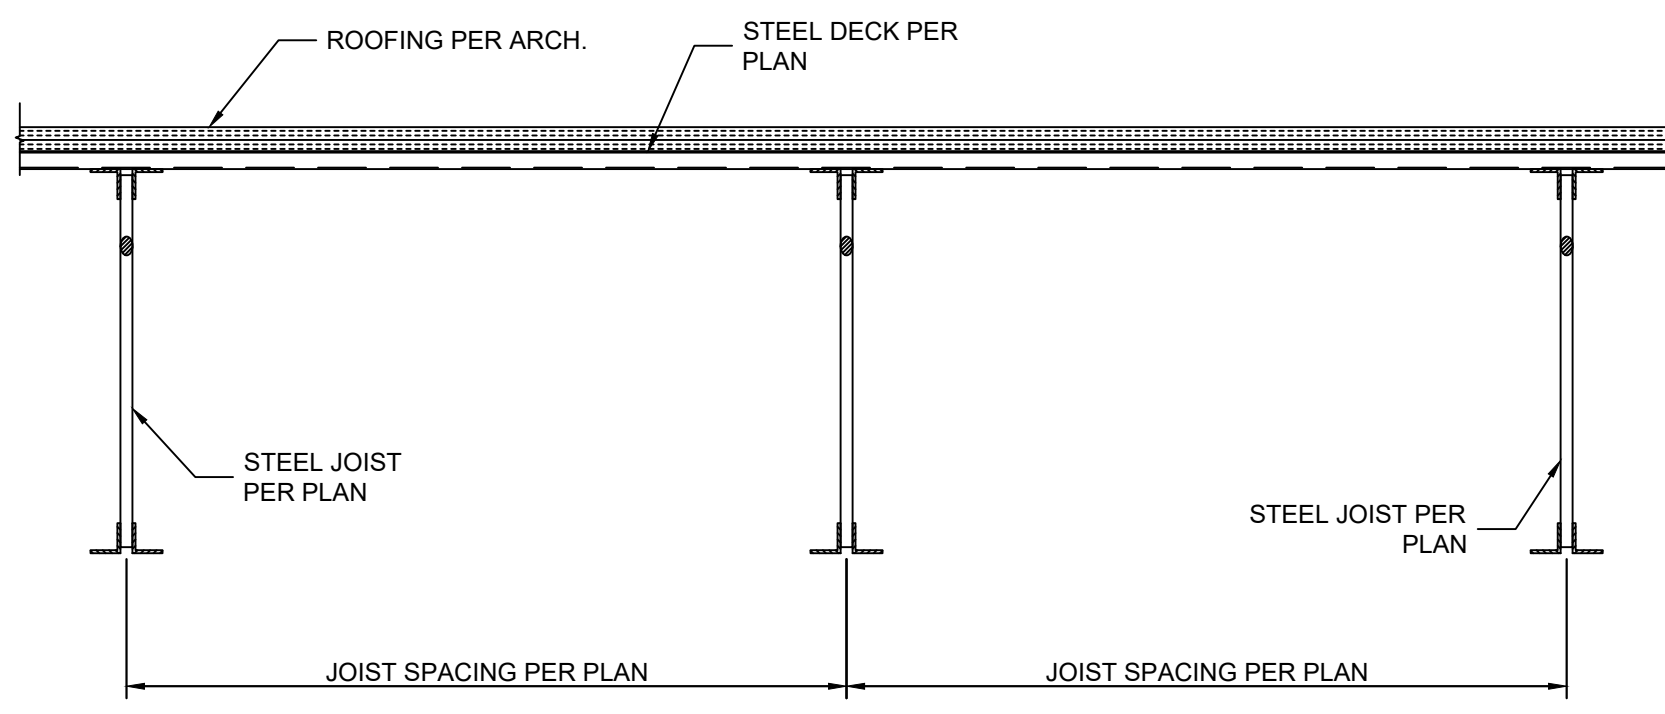 ROOFING PER ARCH.
STEEL DECK PER
PLAN
STEEL JOIST
PER PLAN
STEEL JOIST PER
PLAN
JOIST SPACING PER PLAN
JOIST SPACING PER PLAN